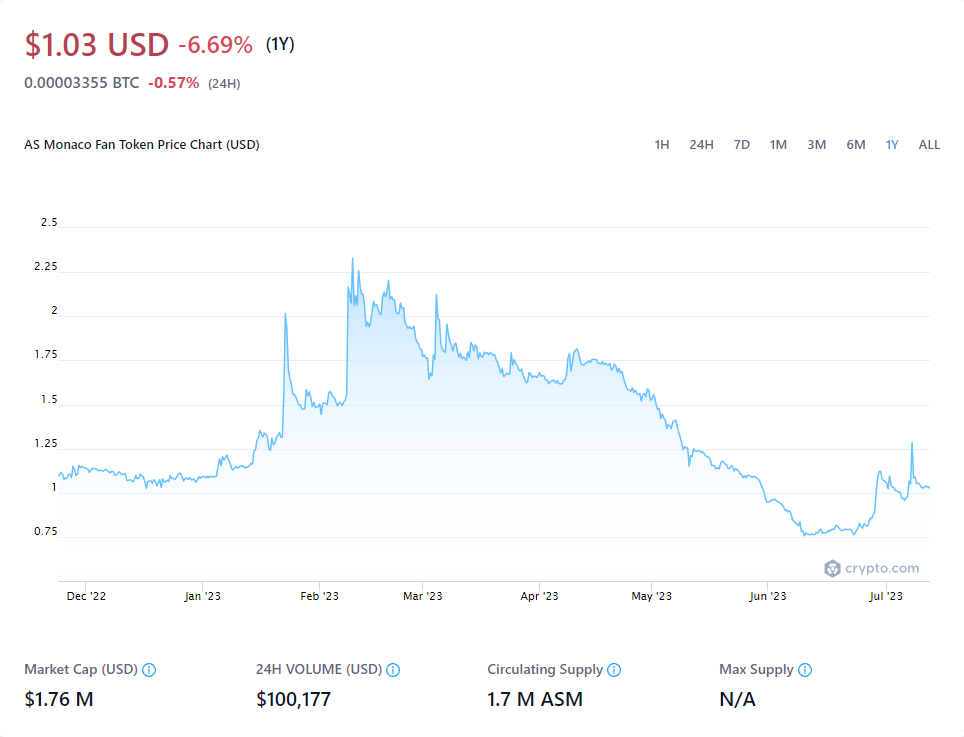 $1.03 USD -6.69% (1Y)
0.00003355 BTC -0.57% (24H)
AS Monaco Fan Token Price Chart (USD) 1H 24H 7D 1M 3M 6M 1Y ALL
2.5
2.25
2
1.75
1.5
1.25
1
0.75
crypto.com
Dec '22 Jan '23 Feb '23 Mar '23 Apr '23 May '23 Jun '23 Jul '23
Market Cap (USD) 24H VOLUME (USD) Circulating Supply Max Supply
$1.76 M $100,177 1.7 M ASM N/A